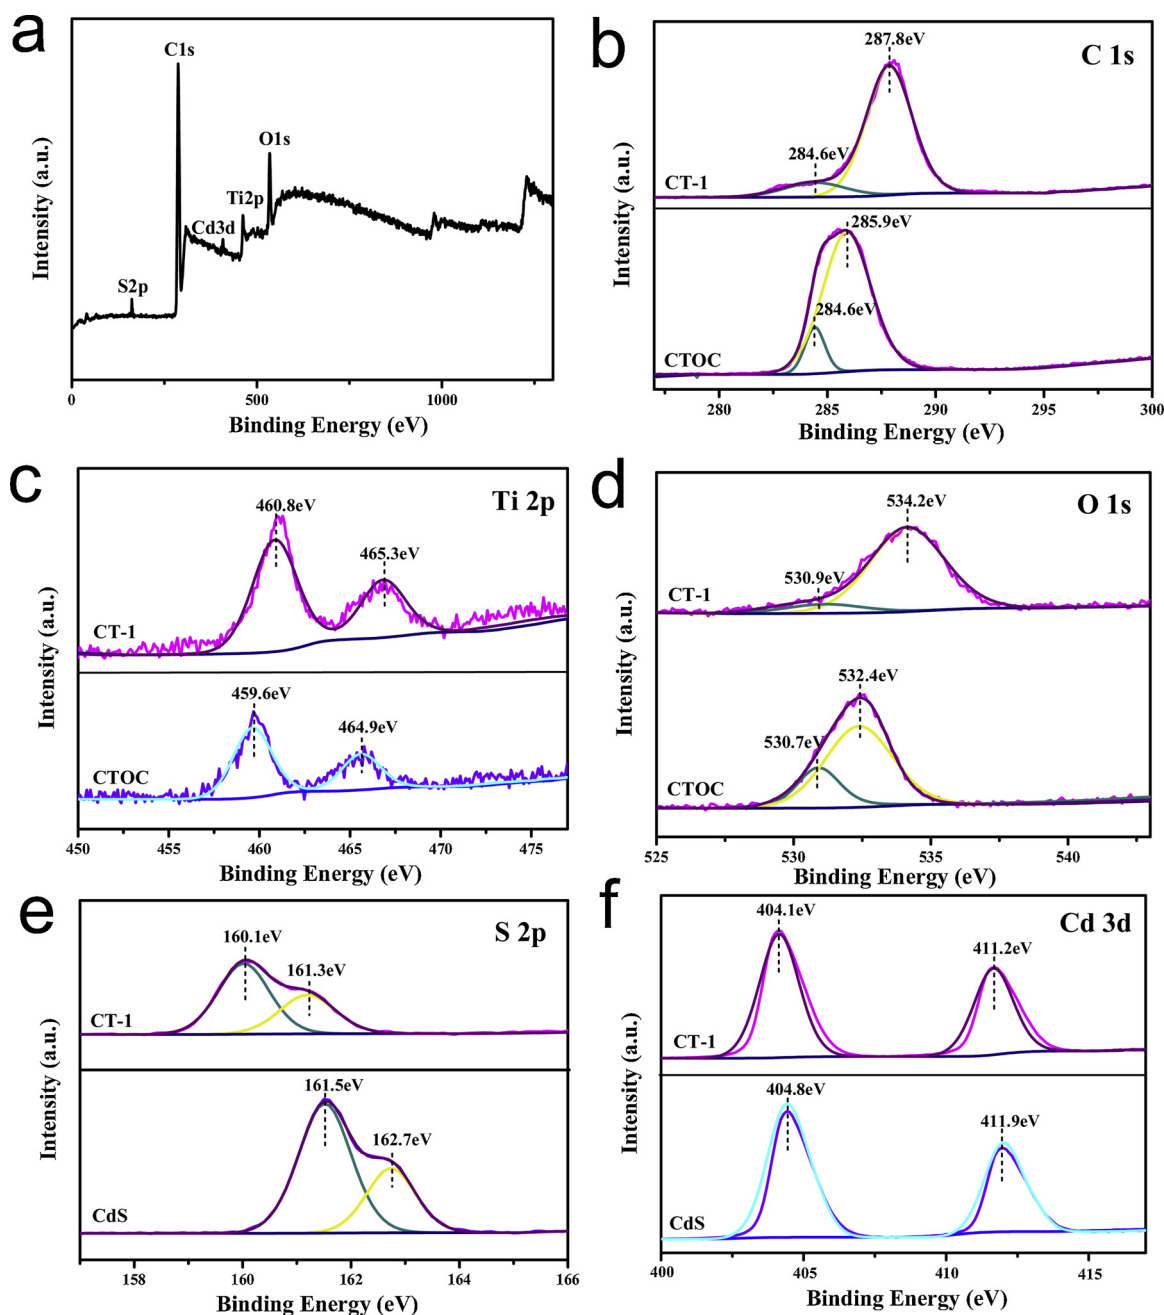 a
C1s
O1s
Ti2p
Cd3d
S2p
Intensity (a.u.)
0
500
1000
Binding Energy (eV)
b
C 1s
287.8eV
284.6eV
CT-1
285.9eV
284.6eV
CTOC
Intensity (a.u.)
280
285
290
295
300
Binding Energy (eV)
c
Ti 2p
460.8eV
465.3eV
CT-1
459.6eV
464.9eV
CTOC
Intensity (a.u.)
450
455
460
465
470
475
Binding Energy (eV)
d
O 1s
534.2eV
530.9eV
CT-1
532.4eV
530.7eV
CTOC
Intensity (a.u.)
525
530
535
540
Binding Energy (eV)
e
S 2p
160.1eV
161.3eV
CT-1
161.5eV
162.7eV
CdS
Intensity (a.u.)
158
160
162
164
166
Binding Energy (eV)
f
Cd 3d
404.1eV
411.2eV
CT-1
404.8eV
411.9eV
CdS
Intensity (a.u.)
400
405
410
415
Binding Energy (eV)